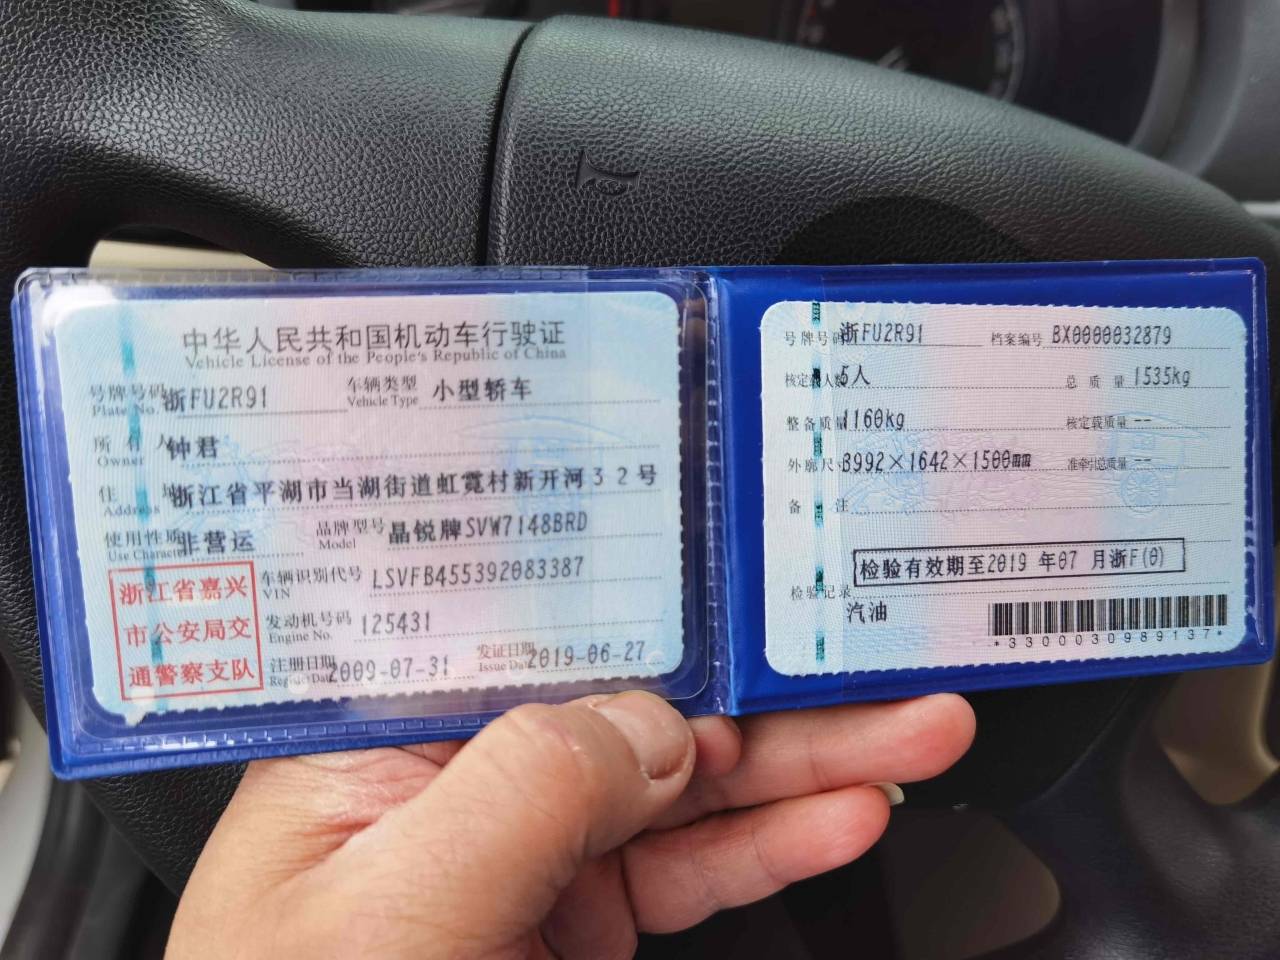 中华人民共和国机动车行驶证
Vehicle License of the People's Republic of China
号牌号码 浙FU2R91 车辆类型 小型轿车
Plate No. Vehicle Type
所有人 钟君
Owner
住址 浙江省平湖市当湖街道虹霓村新开河32号
Address
使用性质 非营运 品牌型号 晶锐牌SVW7148BRD
Use Character Model
浙江省嘉兴
市公安局交
通警察支队
车辆识别代号 LSVFB455392083387
VIN
发动机号码 125431
Engine No.
注册日期 2009-07-31 发证日期 2019-06-27
Register Date Issue Date
号牌号码 浙FU2R91 档案编号 BX0000032879
核定载人数 5人 总质量 1535kg
整备质量 1160kg 核定载质量 --
外廓尺寸 3992×1642×1500mm 准牵引总质量 --
备注
检验有效期至2019年07月浙F(0)
检验记录
汽油
*3300030989137*